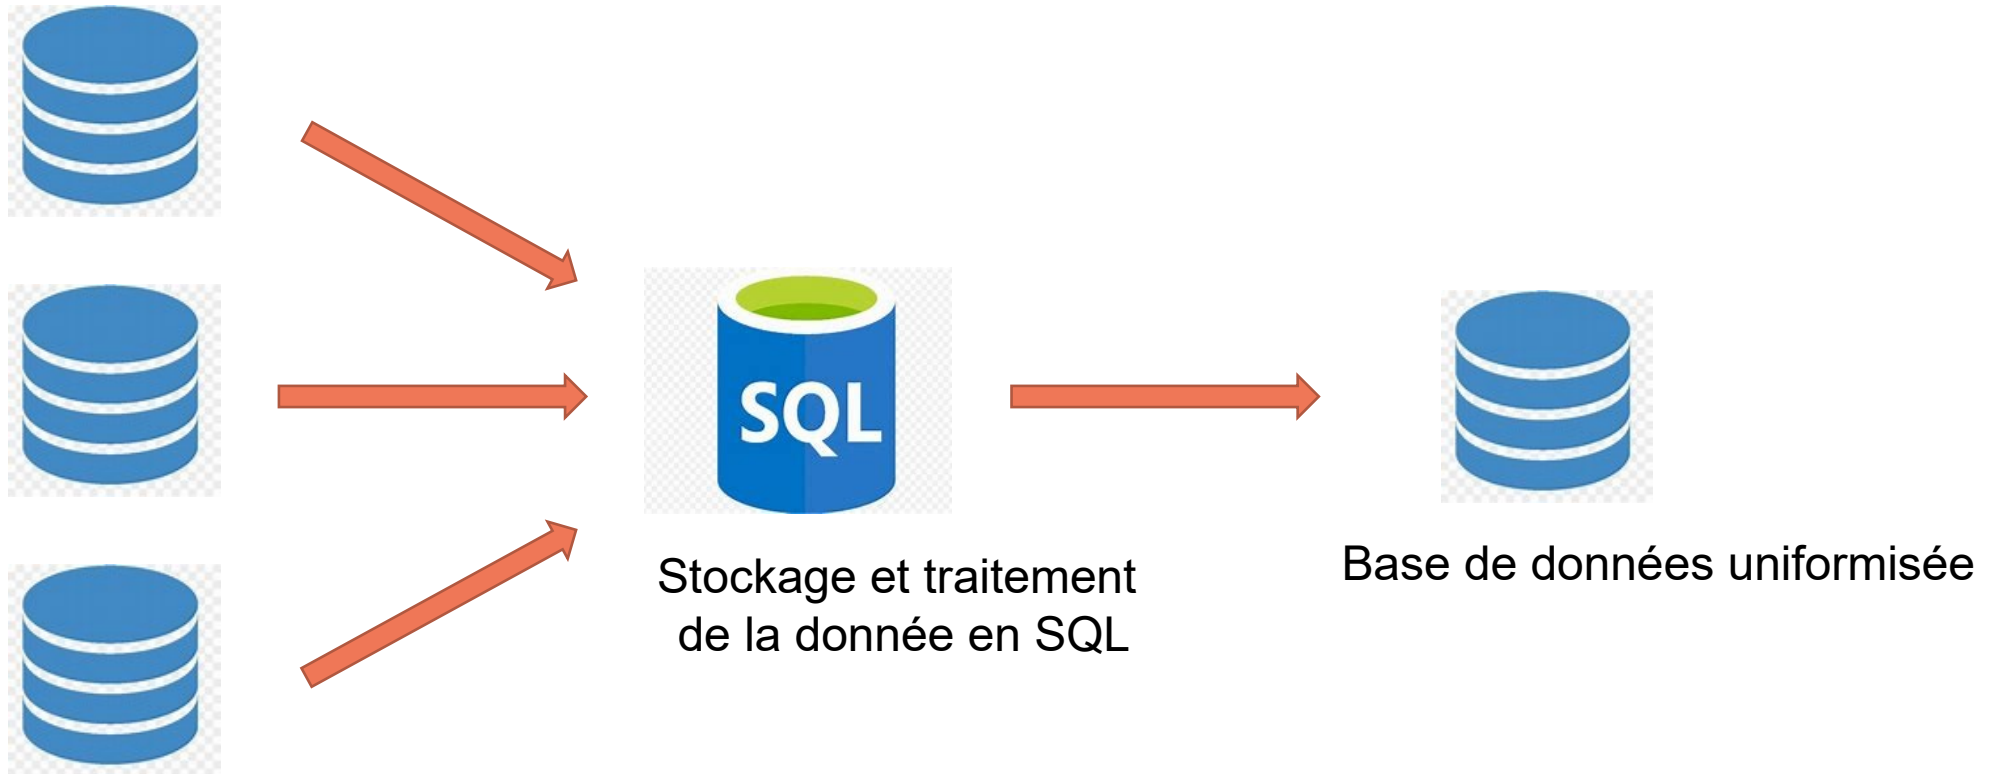 SQL
Stockage et traitement
de la donnée en SQL
Base de données uniformisée